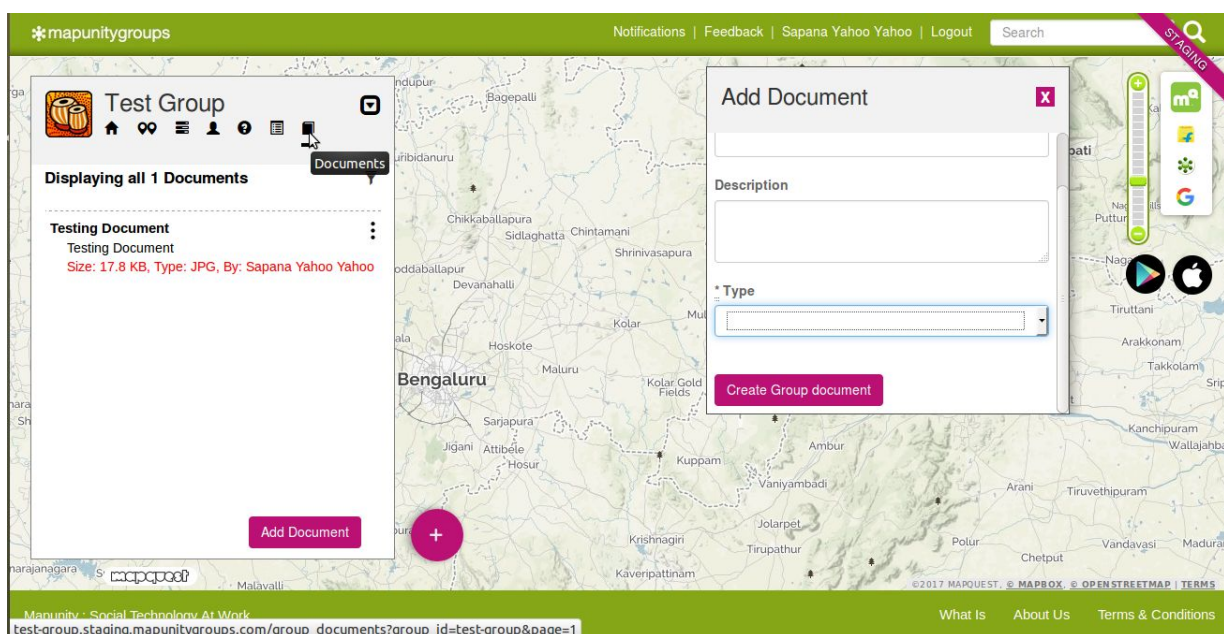 mapunitygroups
Notifications | Feedback | Sapana Yahoo Yahoo | Logout
Search
STAGING
Test Group
Documents
Displaying all 1 Documents
Testing Document
Testing Document
Size: 17.8 KB, Type: JPG, By: Sapana Yahoo Yahoo
Add Document
+
Add Document
X
Description
* Type
Create Group document
Bagepalli
Chikkaballapura
Sidlaghatta
Chintamani
Shrinivasapura
Devanahalli
Kolar
Hoskote
Maluru
Bengaluru
Kolar Gold
Fields
Sarjapura
Jigani
Attibele
Hosur
Kuppam
Ambur
Vaniyambadi
Krishnagiri
Jolarpet
Tirupathur
Kaveripattinam
Malavalli
Puttur
Tiruttani
Arakkonam
Takkolam
Kanchipuram
Arani
Tiruvethipuram
Polur
Chetput
Vandavasi
mapquest
©2017 MAPQUEST, © MAPBOX, © OPENSTREETMAP | TERMS
Mapunity : Social Technology At Work
What Is
About Us
Terms & Conditions
test-group.staging.mapunitygroups.com/group_documents?group_id=test-group&page=1